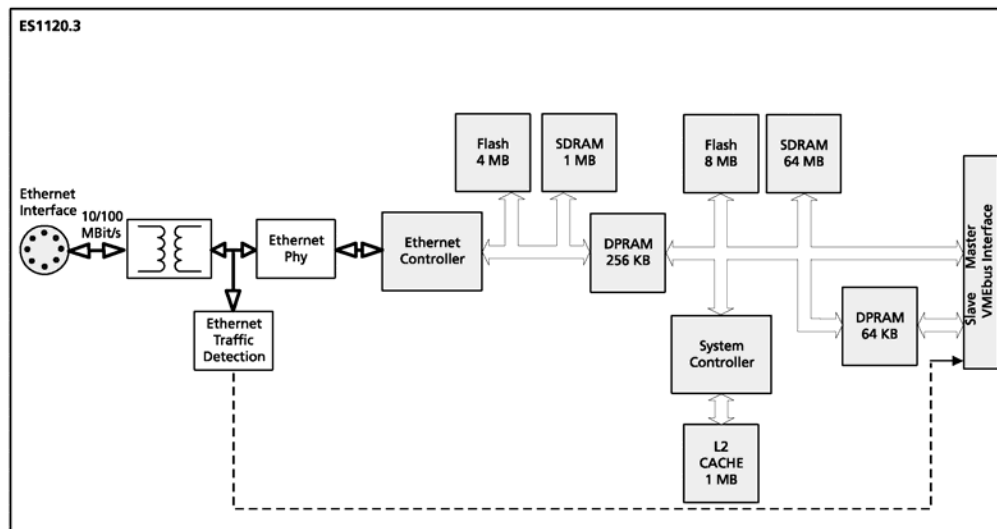 ES1120.3
Flash
4 MB
SDRAM
1 MB
Flash
8 MB
SDRAM
64 MB
Ethernet
Interface
10/100
MBit/s
Ethernet
Phy
Ethernet
Controller
DPRAM
256 KB
Master
Slave
VMEbus Interface
DPRAM
64 KB
Ethernet
Traffic
Detection
System
Controller
L2
CACHE
1 MB